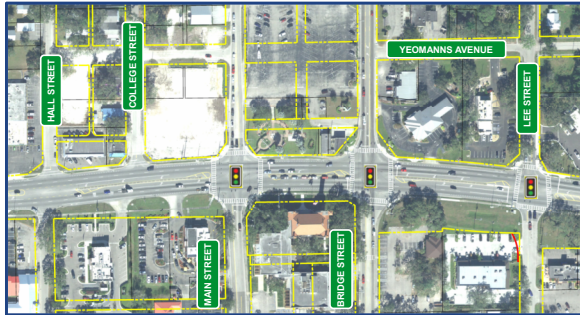 YEOMANNS AVENUE
HALL STREET
COLLEGE STREET
LEE STREET
MAIN STREET
BRIDGE STREET